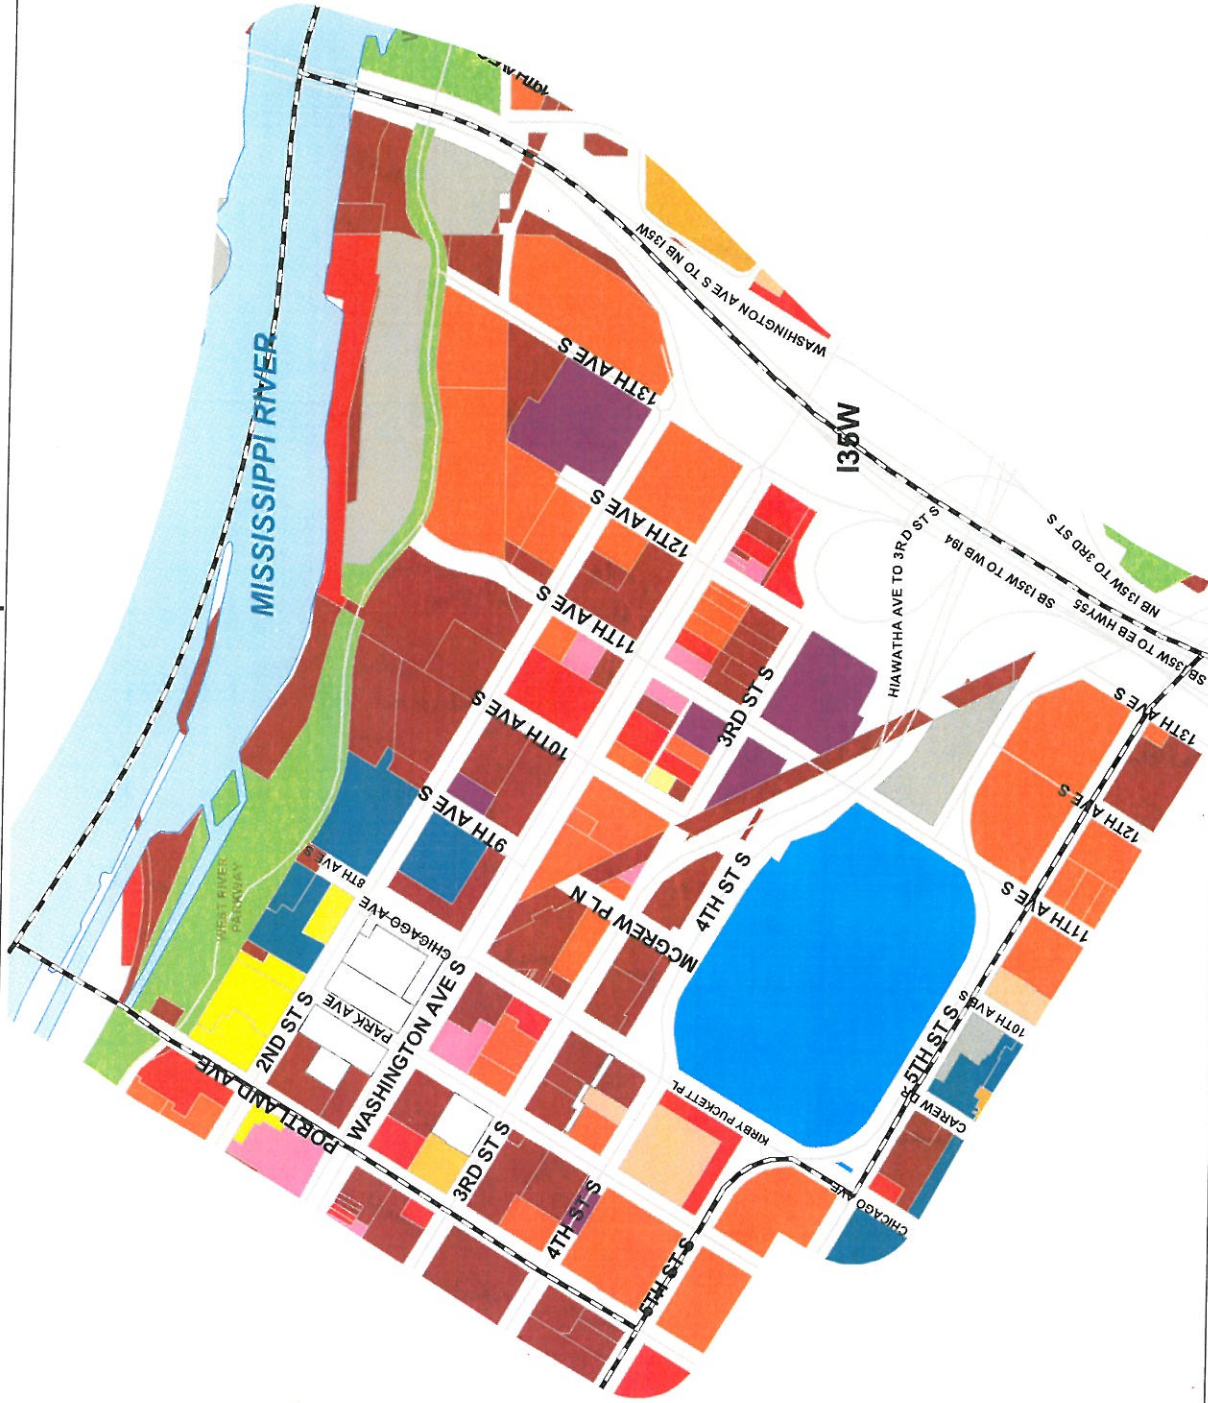 19TH AVE S
MISSISSIPPI RIVER
WASHINGTON AVE S TO NB I35W
13TH AVE S
I35W
12TH AVE S
HIAWATHA AVE TO 3RD ST S
NB I35W TO 3RD ST S
SB I35W TO WB I94
SB I35W TO EB HWY55
SB I35W
11TH AVE S
3RD ST S
10TH AVE S
13TH AVE S
9TH AVE S
12TH AVE S
WEST RIVER
PARKWAY
8TH AVE S
CHICAGO AVE
4TH ST S
MCGREW PL N
11TH AVE S
2ND ST S
PARK AVE
WASHINGTON AVE S
10TH AVE S
5TH ST S
PORTLAND AVE
KIRBY PUCKETT PL
CAREW DR
3RD ST S
CHICAGO AVE
4TH ST S
5TH ST S